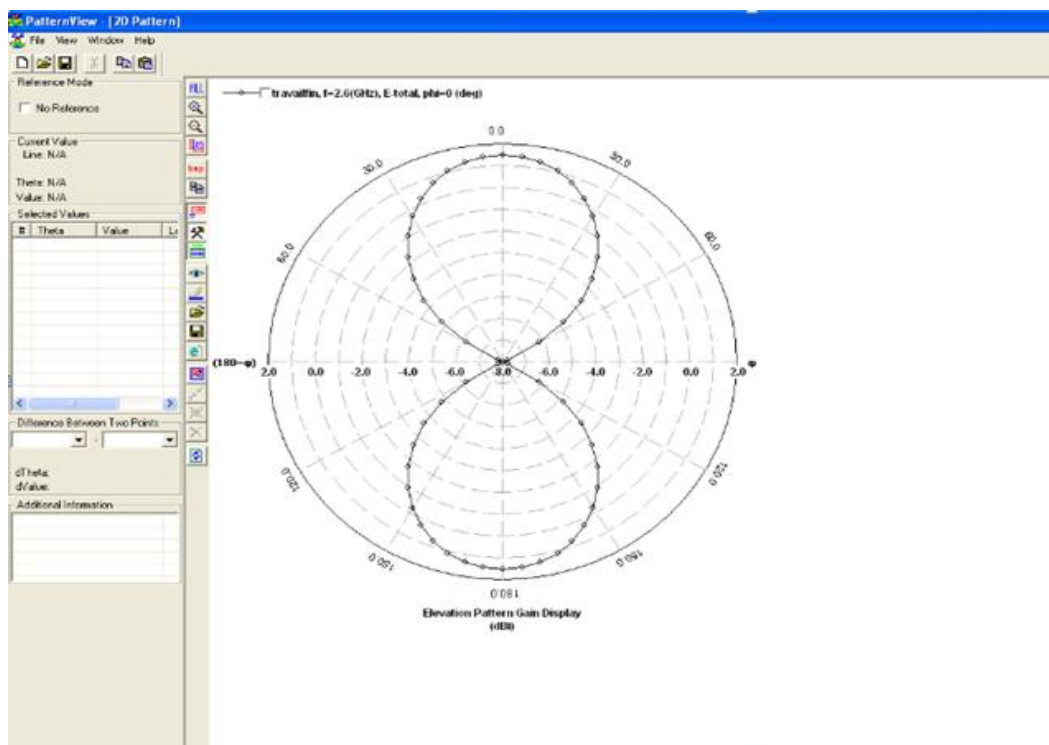 PatternView - [2D Pattern]
File View Window Help
Reference Mode
No Reference
Current Value
Line: N/A
Theta: N/A
Value: N/A
Selected Values
# Theta Value
Difference Between Two Points
-
dTheta:
dValue:
Additional Information
travailfin, f=2.6(GHz), E-total, phi=0 (deg)
0.0
30.0 30.0
60.0 60.0
(180-φ) 2.0 0.0 -2.0 -4.0 -6.0 -8.0 -6.0 -4.0 -2.0 0.0 2.0 φ
120.0 120.0
150.0 150.0
180.0
Elevation Pattern Gain Display
(dBi)